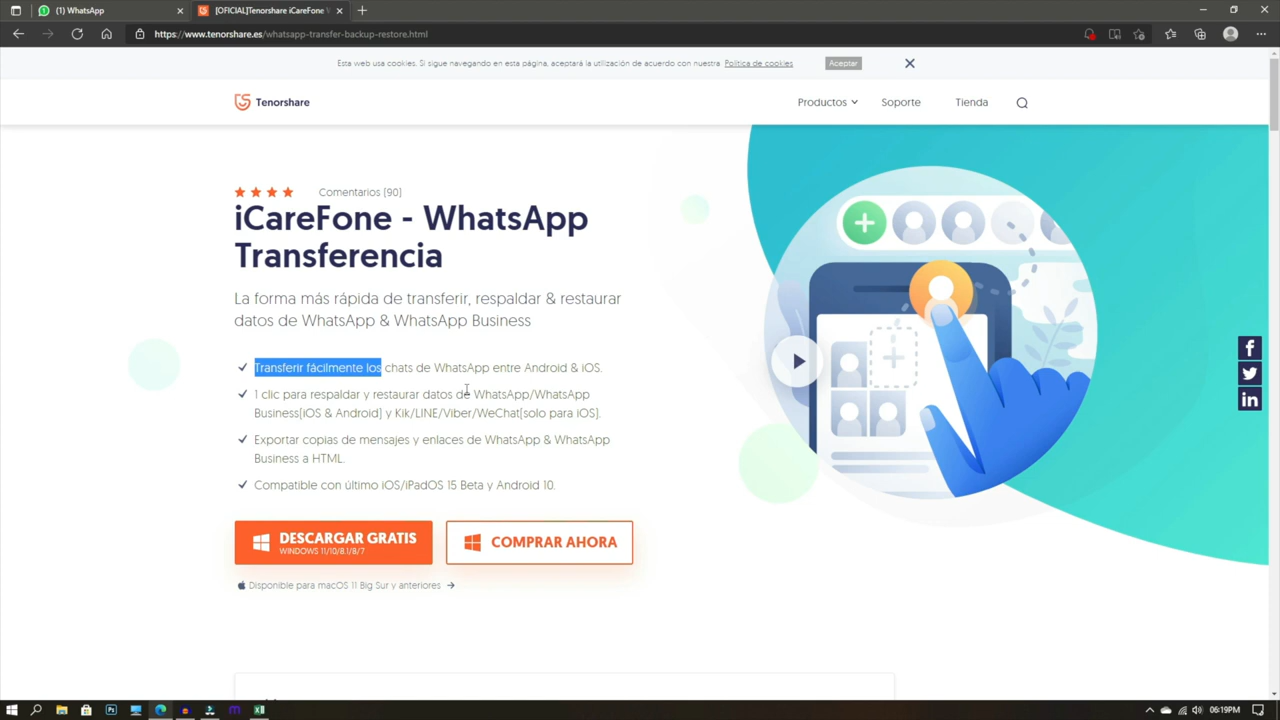 (1) WhatsApp
[OFICIAL]Tenorshare iCareFone
https://www.tenorshare.es/whatsapp-transfer-backup-restore.html
Esta web usa cookies. Si sigue navegando en esta página, aceptará la utilización de acuerdo con nuestra Política de cookies Aceptar
Tenorshare
Productos Soporte Tienda
Comentarios (90)
iCareFone - WhatsApp
Transferencia
La forma más rápida de transferir, respaldar & restaurar
datos de WhatsApp & WhatsApp Business
Transferir fácilmente los chats de WhatsApp entre Android & iOS.
1 clic para respaldar y restaurar datos de WhatsApp/WhatsApp
Business[iOS & Android] y Kik/LINE/Viber/WeChat[solo para iOS].
Exportar copias de mensajes y enlaces de WhatsApp & WhatsApp
Business a HTML.
Compatible con último iOS/iPadOS 15 Beta y Android 10.
DESCARGAR GRATIS
WINDOWS 11/10/8.1/8/7
COMPRAR AHORA
Disponible para macOS 11 Big Sur y anteriores
06:19PM